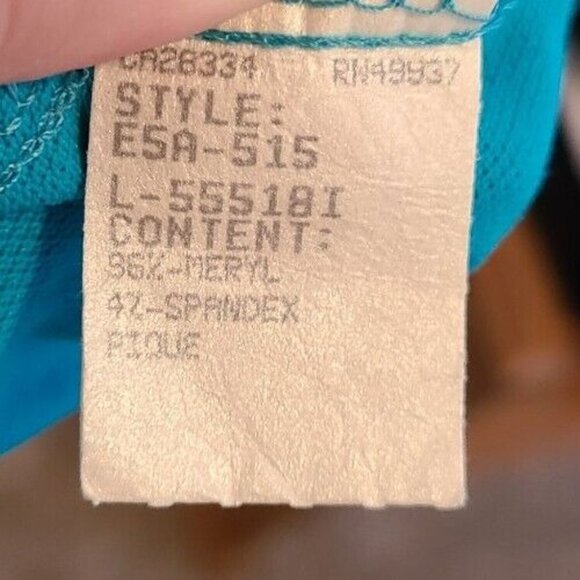 CA26334 RN49937
STYLE:
ESA-515
L-55518I
CONTENT:
96%-MERYL
4%-SPANDEX
PIQUE